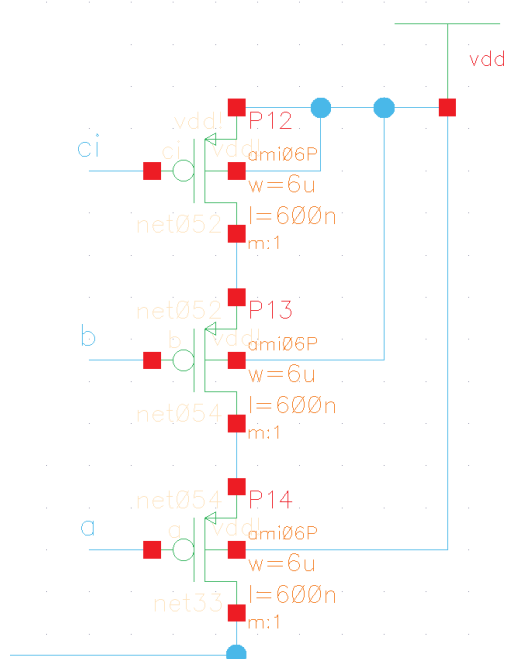 vdd
vdd!
P12
ci
ci
vdd!
ami06P
w=6u
net052
l=600n
m:1
net052
P13
b
b
vdd!
ami06P
w=6u
net054
l=600n
m:1
net054
P14
a
a
vdd!
ami06P
w=6u
net33
l=600n
m:1